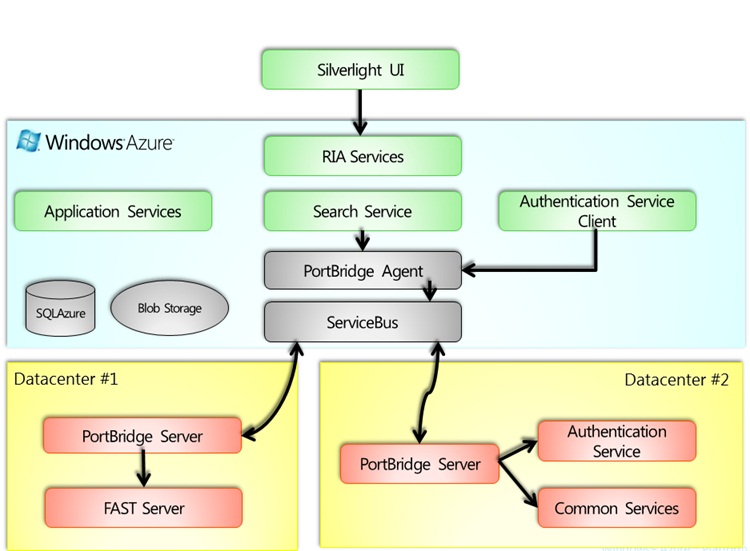 Silverlight UI
Windows Azure
RIA Services
Application Services
Search Service
Authentication Service
Client
PortBridge Agent
SQLAzure
Blob Storage
ServiceBus
Datacenter #1
Datacenter #2
PortBridge Server
FAST Server
PortBridge Server
Authentication
Service
Common Services